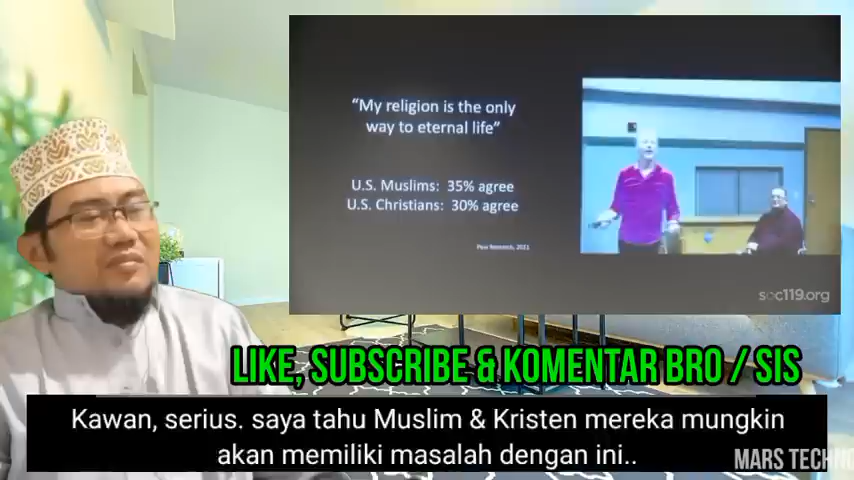 "My religion is the only
way to eternal life"
U.S. Muslims: 35% agree
U.S. Christians: 30% agree
Pew Research, 2021
soc119.org
LIKE, SUBSCRIBE & KOMENTAR BRO / SIS
Kawan, serius. saya tahu Muslim & Kristen mereka mungkin
akan memiliki masalah dengan ini..
MARS TECHNO